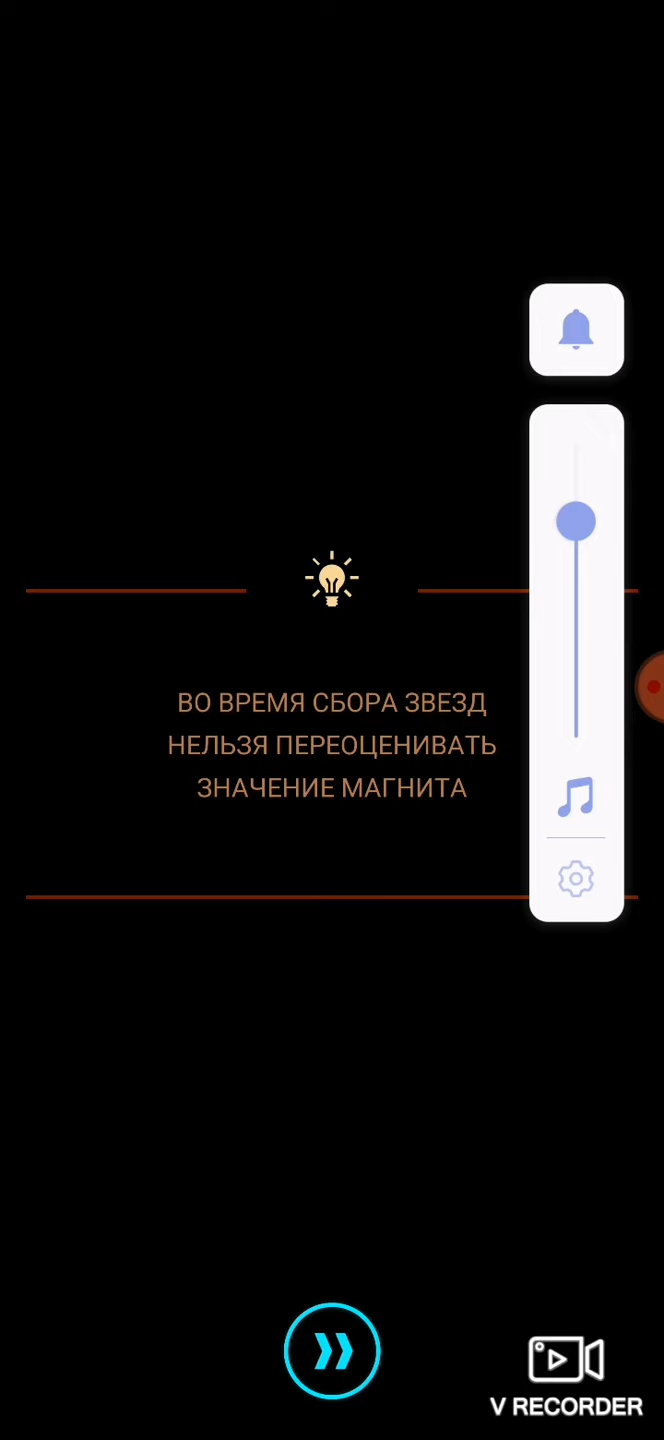 ВО ВРЕМЯ СБОРА ЗВЕЗД
НЕЛЬЗЯ ПЕРЕОЦЕНИВАТЬ
ЗНАЧЕНИЕ МАГНИТА
V RECORDER